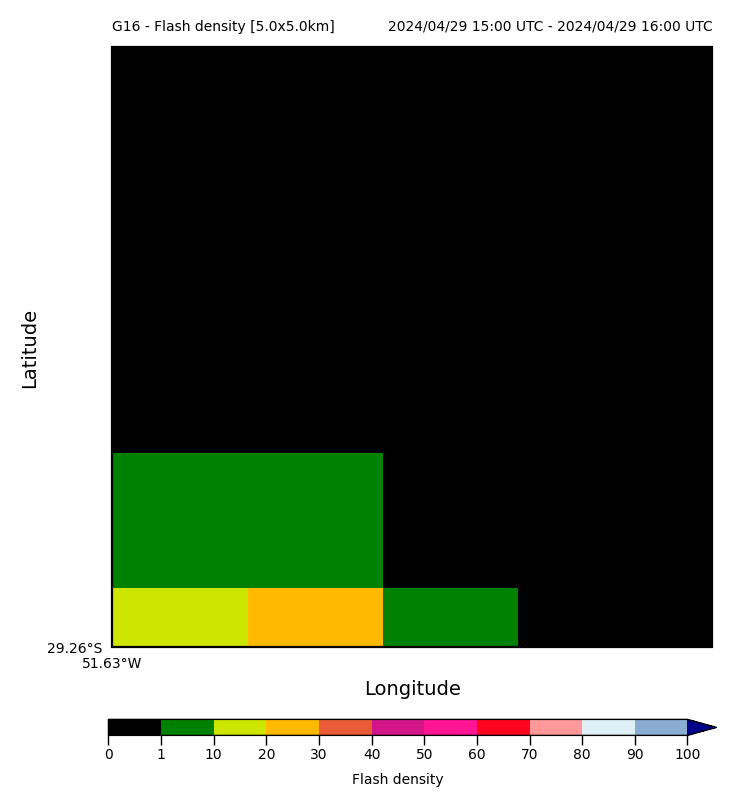 G16 - Flash density [5.0x5.0km] 2024/04/29 15:00 UTC - 2024/04/29 16:00 UTC
Latitude
29.26°S
51.63°W
Longitude
0 1 10 20 30 40 50 60 70 80 90 100
Flash density